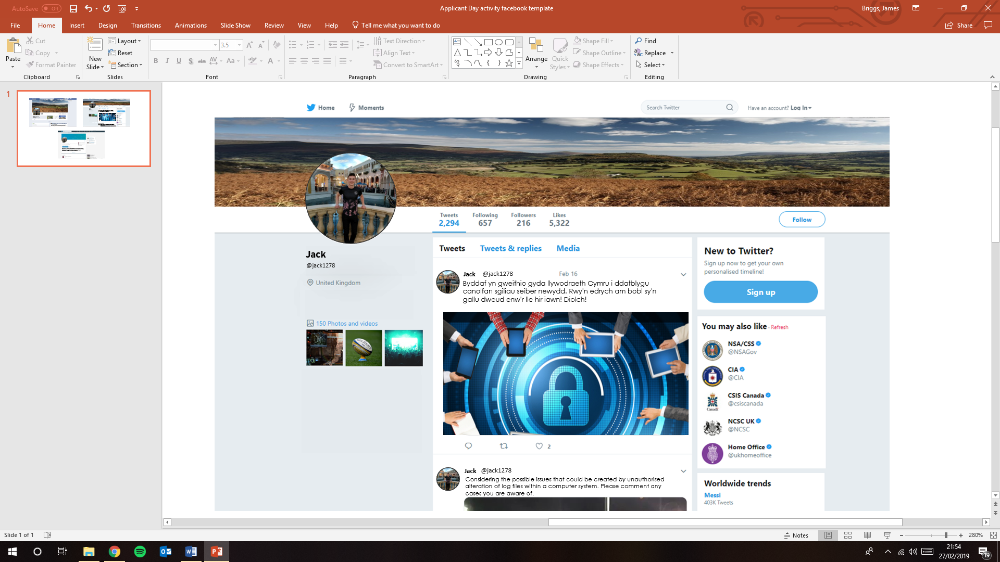 AutoSave Off
Applicant Day activity facebook template
Briggs, James
File Home Insert Design Transitions Animations Slide Show Review View Help Tell me what you want to do
Share
Paste
Cut
Copy
Format Painter
Clipboard
New Slide
Layout
Reset
Section
Slides
3.5
Font
Text Direction
Align Text
Convert to SmartArt
Paragraph
Arrange
Quick Styles
Shape Fill
Shape Outline
Shape Effects
Drawing
Find
Replace
Select
Editing
1
Home Moments
Search Twitter
Have an account? Log In
Tweets Following Followers Likes
2,294 657 216 5,322
Follow
Jack
@jack1278
United Kingdom
150 Photos and videos
GILBERT
Tweets Tweets & replies Media
Jack @jack1278 Feb 16
Byddaf yn gweithio gyda llywodraeth Cymru i ddatblygu
canolfan sgiliau seiber newydd. Rwy'n edrych am bobl sy'n
gallu dweud enw'r lle hir iawn! Diolch!
2
Jack @jack1278
Considering the possible issues that could be created by unauthorised
alteration of log files within a computer system. Please comment any
cases you are aware of.
New to Twitter?
Sign up now to get your own
personalised timeline!
Sign up
You may also like · Refresh
NSA/CSS
@NSAGov
CIA
@CIA
CSIS Canada
@csiscanada
Canada
NCSC UK
@NCSC
Home Office
@ukhomeoffice
Worldwide trends
Messi
403K Tweets
Slide 1 of 1
Notes
280%
21:54
27/02/2019
19